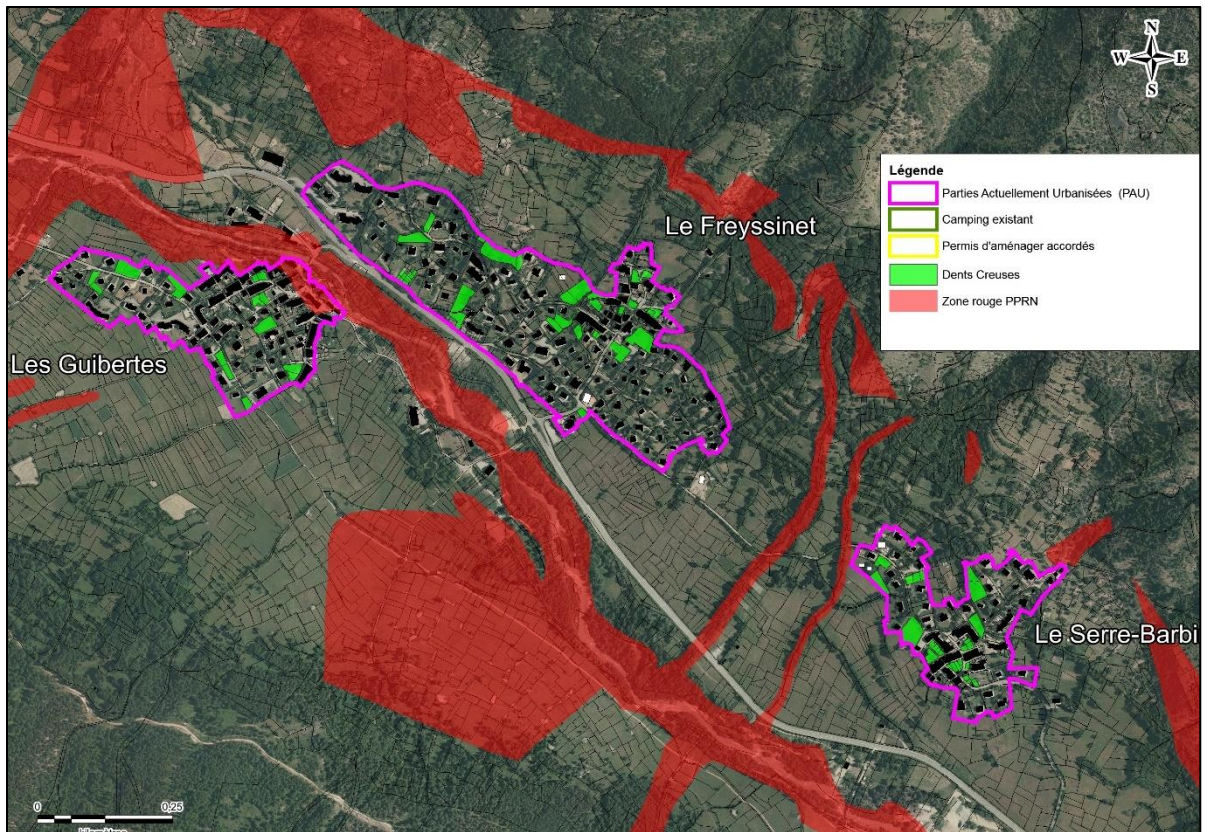 N
W E
S
Légende
Parties Actuellement Urbanisées (PAU)
Camping existant
Permis d'aménager accordés
Dents Creuses
Zone rouge PPRN
Le Freyssinet
Les Guibertes
Le Serre-Barbi
0 0,25